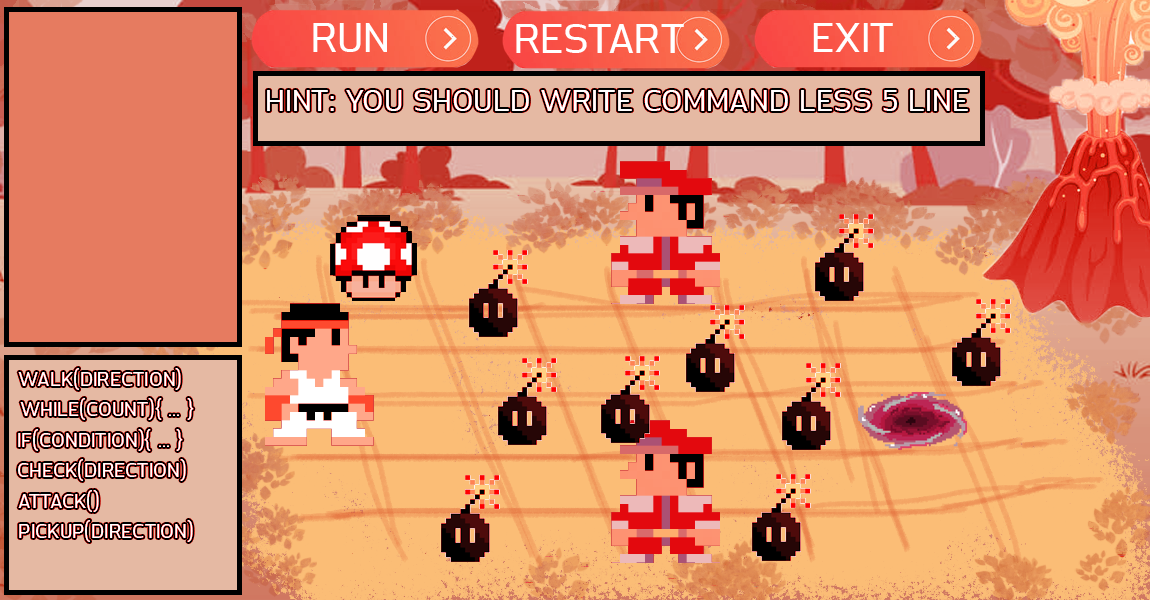 RUN
RESTART
EXIT
HINT: YOU SHOULD WRITE COMMAND LESS 5 LINE
WALK(DIRECTION)
WHILE(COUNT){ ... }
IF(CONDITION){ ... }
CHECK(DIRECTION)
ATTACK()
PICKUP(DIRECTION)